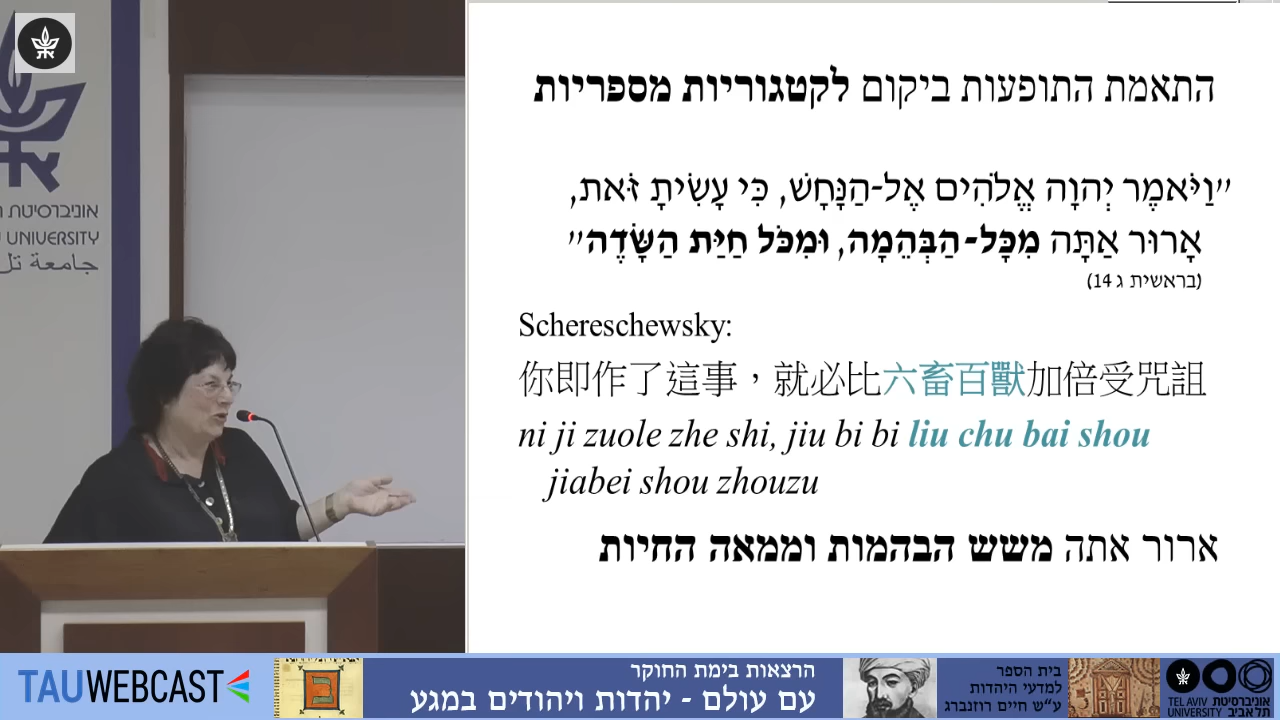 אוניברסיטת
UNIVERSITY
جامعة تل
התאמת התופעות ביקום לקטגוריות מספריות
״וַיֹּאמֶר יְהוָה אֱלֹהִים אֶל-הַנָּחָשׁ, כִּי עָשִׂיתָ זֹּאת,
אָרוּר אַתָּה מִכָּל-הַבְּהֵמָה, וּמִכֹּל חַיַּת הַשָּׂדֶה״
(בראשית ג 14)
Schereschewsky:
你即作了這事，就必比六畜百獸加倍受咒詛
ni ji zuole zhe shi, jiu bi bi liu chu bai shou
jiabei shou zhouzu
ארור אתה משש הבהמות וממאה החיות
TAUWEBCAST
הרצאות בימת החוקר
עם עולם - יהדות ויהודים במגע
בית הספר
למדעי היהדות
ע״ש חיים רוזנברג
TEL AVIV אוניברסיטת
UNIVERSITY תל אביב